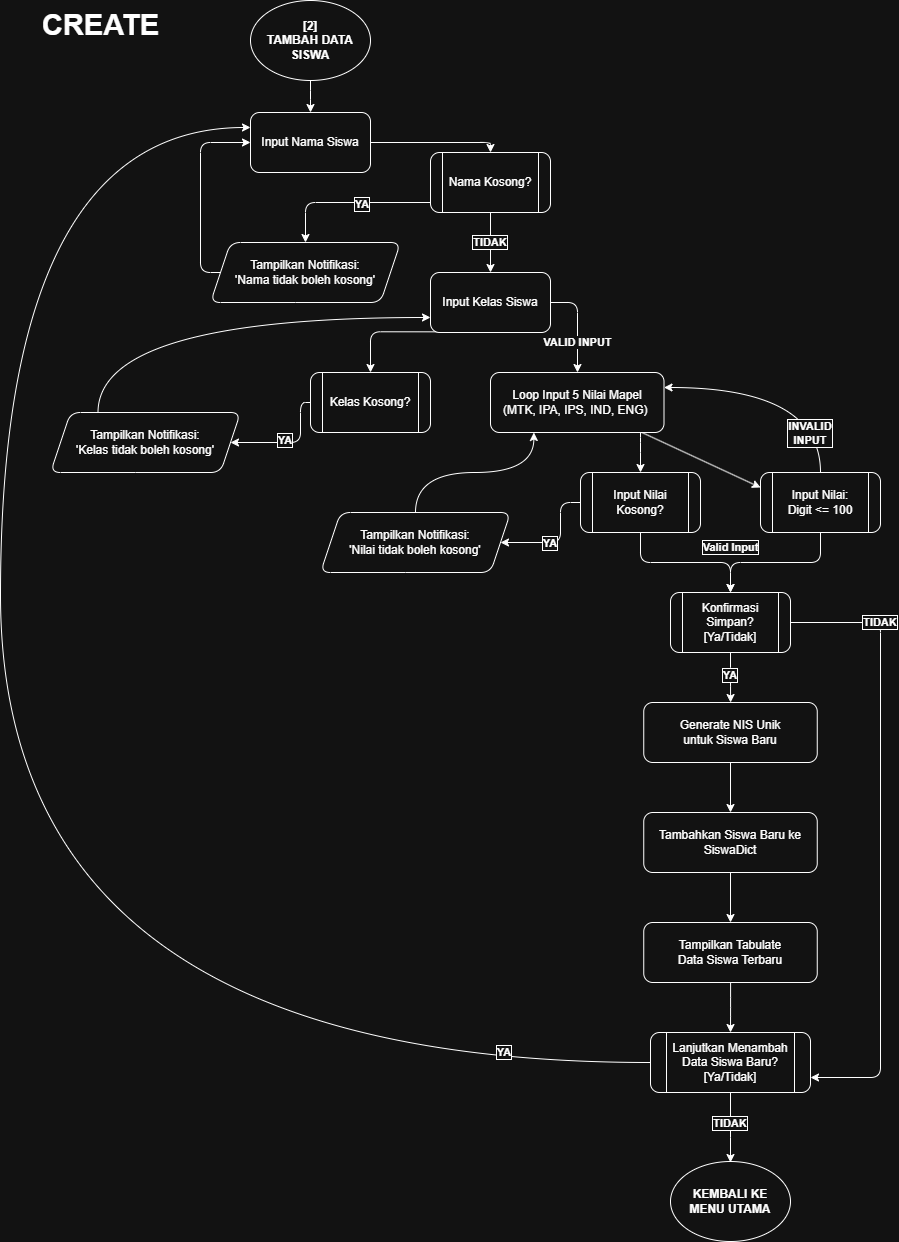 CREATE
[2]
TAMBAH DATA
SISWA
Input Nama Siswa
Nama Kosong?
YA
TIDAK
Tampilkan Notifikasi:
'Nama tidak boleh kosong'
Input Kelas Siswa
VALID INPUT
Kelas Kosong?
Loop Input 5 Nilai Mapel
(MTK, IPA, IPS, IND, ENG)
Tampilkan Notifikasi:
'Kelas tidak boleh kosong'
YA
INVALID
INPUT
Input Nilai
Kosong?
Input Nilai:
Digit <= 100
Tampilkan Notifikasi:
'Nilai tidak boleh kosong'
YA
Valid Input
Konfirmasi
Simpan?
[Ya/Tidak]
TIDAK
YA
Generate NIS Unik
untuk Siswa Baru
Tambahkan Siswa Baru ke
SiswaDict
Tampilkan Tabulate
Data Siswa Terbaru
Lanjutkan Menambah
Data Siswa Baru?
[Ya/Tidak]
YA
TIDAK
KEMBALI KE
MENU UTAMA